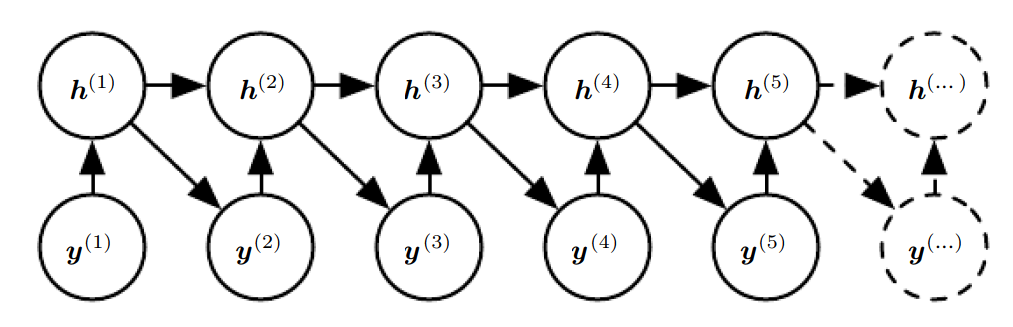 h^(1) h^(2) h^(3) h^(4) h^(5) h^(...)
y^(1) y^(2) y^(3) y^(4) y^(5) y^(...)